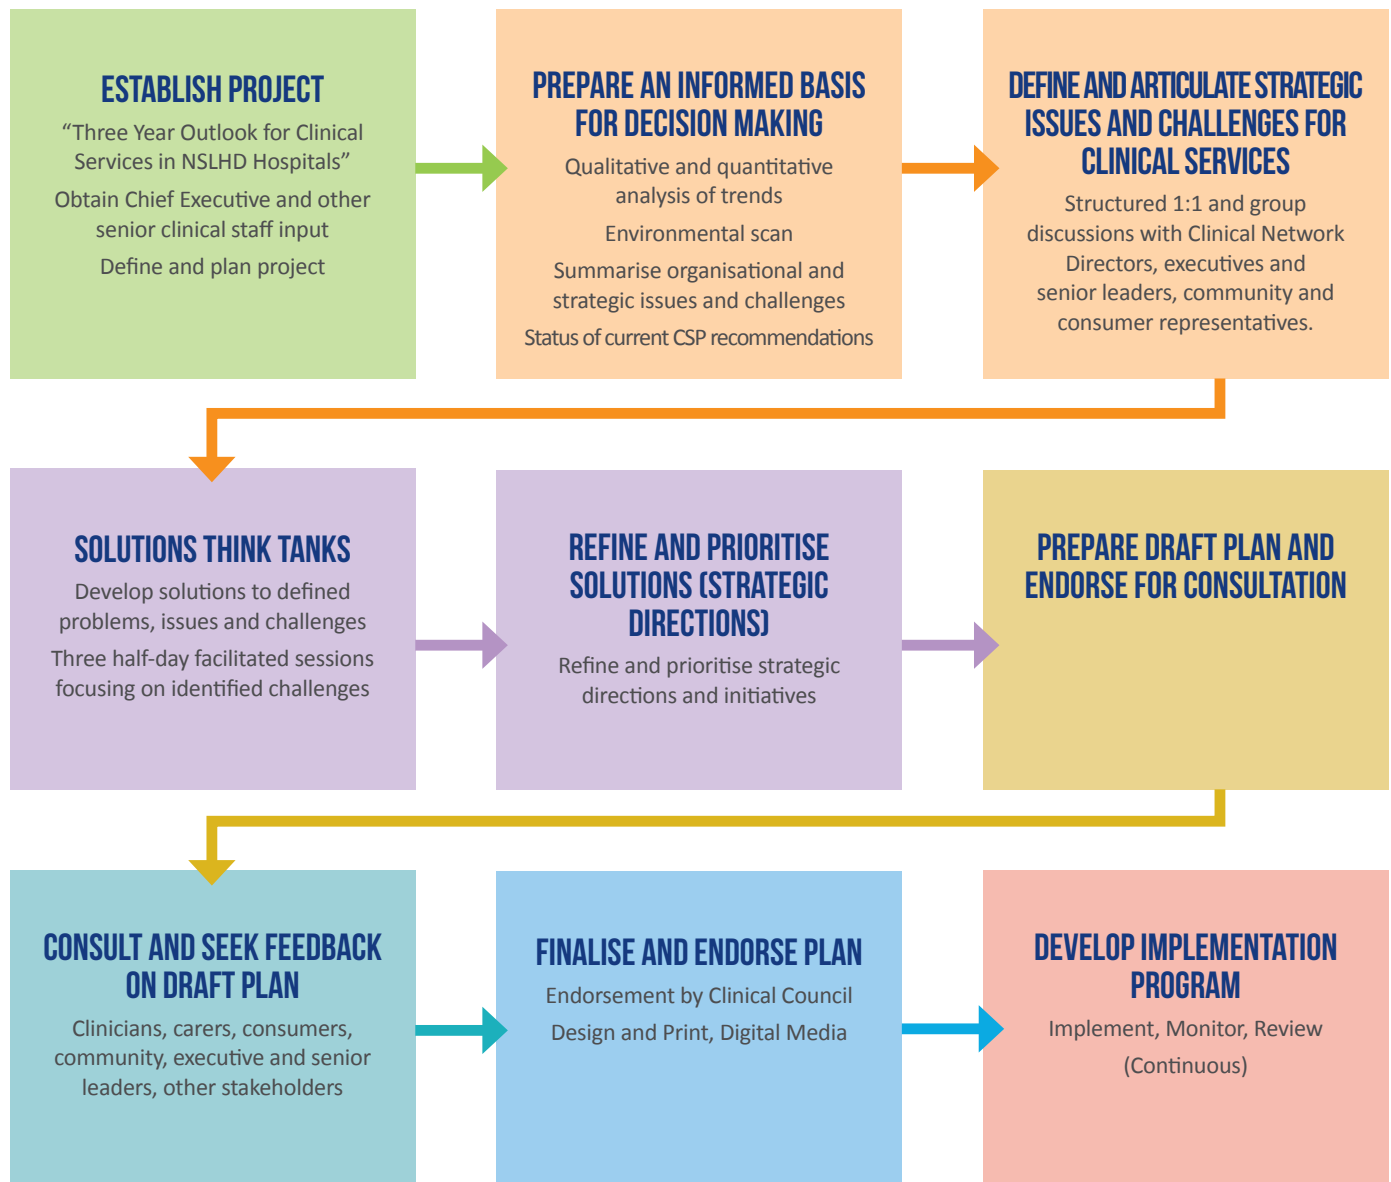 ESTABLISH PROJECT
“Three Year Outlook for Clinical
Services in NSLHD Hospitals”
Obtain Chief Executive and other
senior clinical staff input
Define and plan project
PREPARE AN INFORMED BASIS
FOR DECISION MAKING
Qualitative and quantitative
analysis of trends
Environmental scan
Summarise organisational and
strategic issues and challenges
Status of current CSP recommendations
DEFINE AND ARTICULATE STRATEGIC
ISSUES AND CHALLENGES FOR
CLINICAL SERVICES
Structured 1:1 and group
discussions with Clinical Network
Directors, executives and
senior leaders, community and
consumer representatives.
SOLUTIONS THINK TANKS
Develop solutions to defined
problems, issues and challenges
Three half-day facilitated sessions
focusing on identified challenges
REFINE AND PRIORITISE
SOLUTIONS (STRATEGIC
DIRECTIONS)
Refine and prioritise strategic
directions and initiatives
PREPARE DRAFT PLAN AND
ENDORSE FOR CONSULTATION
CONSULT AND SEEK FEEDBACK
ON DRAFT PLAN
Clinicians, carers, consumers,
community, executive and senior
leaders, other stakeholders
FINALISE AND ENDORSE PLAN
Endorsement by Clinical Council
Design and Print, Digital Media
DEVELOP IMPLEMENTATION
PROGRAM
Implement, Monitor, Review
(Continuous)